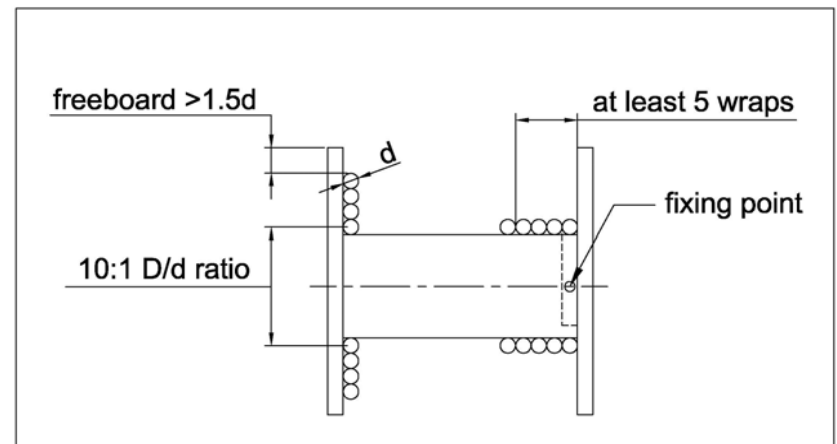 freeboard >1.5d
at least 5 wraps
d
fixing point
10:1 D/d ratio